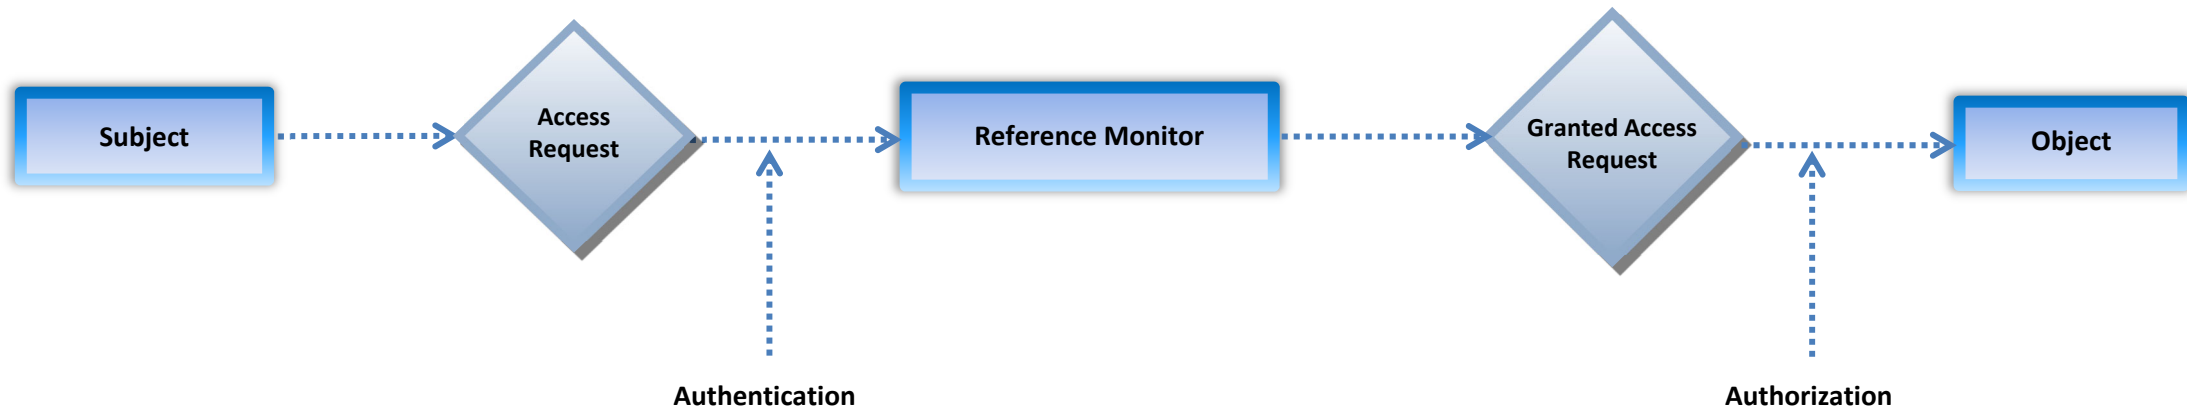 Subject
Access
Request
Reference Monitor
Granted Access
Request
Object
Authentication
Authorization